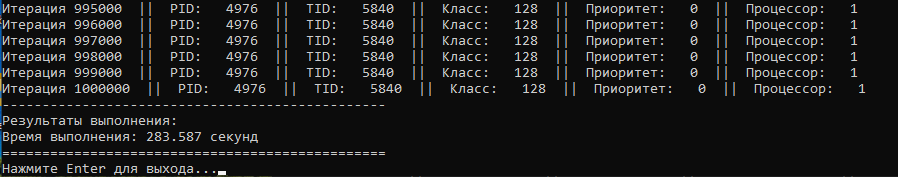 Итерация 995000  ||  PID:   4976  ||  TID:   5840  ||  Класс:   128  ||  Приоритет:   0  ||  Процессор:   1
Итерация 996000  ||  PID:   4976  ||  TID:   5840  ||  Класс:   128  ||  Приоритет:   0  ||  Процессор:   1
Итерация 997000  ||  PID:   4976  ||  TID:   5840  ||  Класс:   128  ||  Приоритет:   0  ||  Процессор:   1
Итерация 998000  ||  PID:   4976  ||  TID:   5840  ||  Класс:   128  ||  Приоритет:   0  ||  Процессор:   1
Итерация 999000  ||  PID:   4976  ||  TID:   5840  ||  Класс:   128  ||  Приоритет:   0  ||  Процессор:   1
Итерация 1000000  ||  PID:   4976  ||  TID:   5840  ||  Класс:   128  ||  Приоритет:   0  ||  Процессор:   1
------------------------------------------------
Результаты выполнения:
Время выполнения: 283.587 секунд
================================================
Нажмите Enter для выхода...